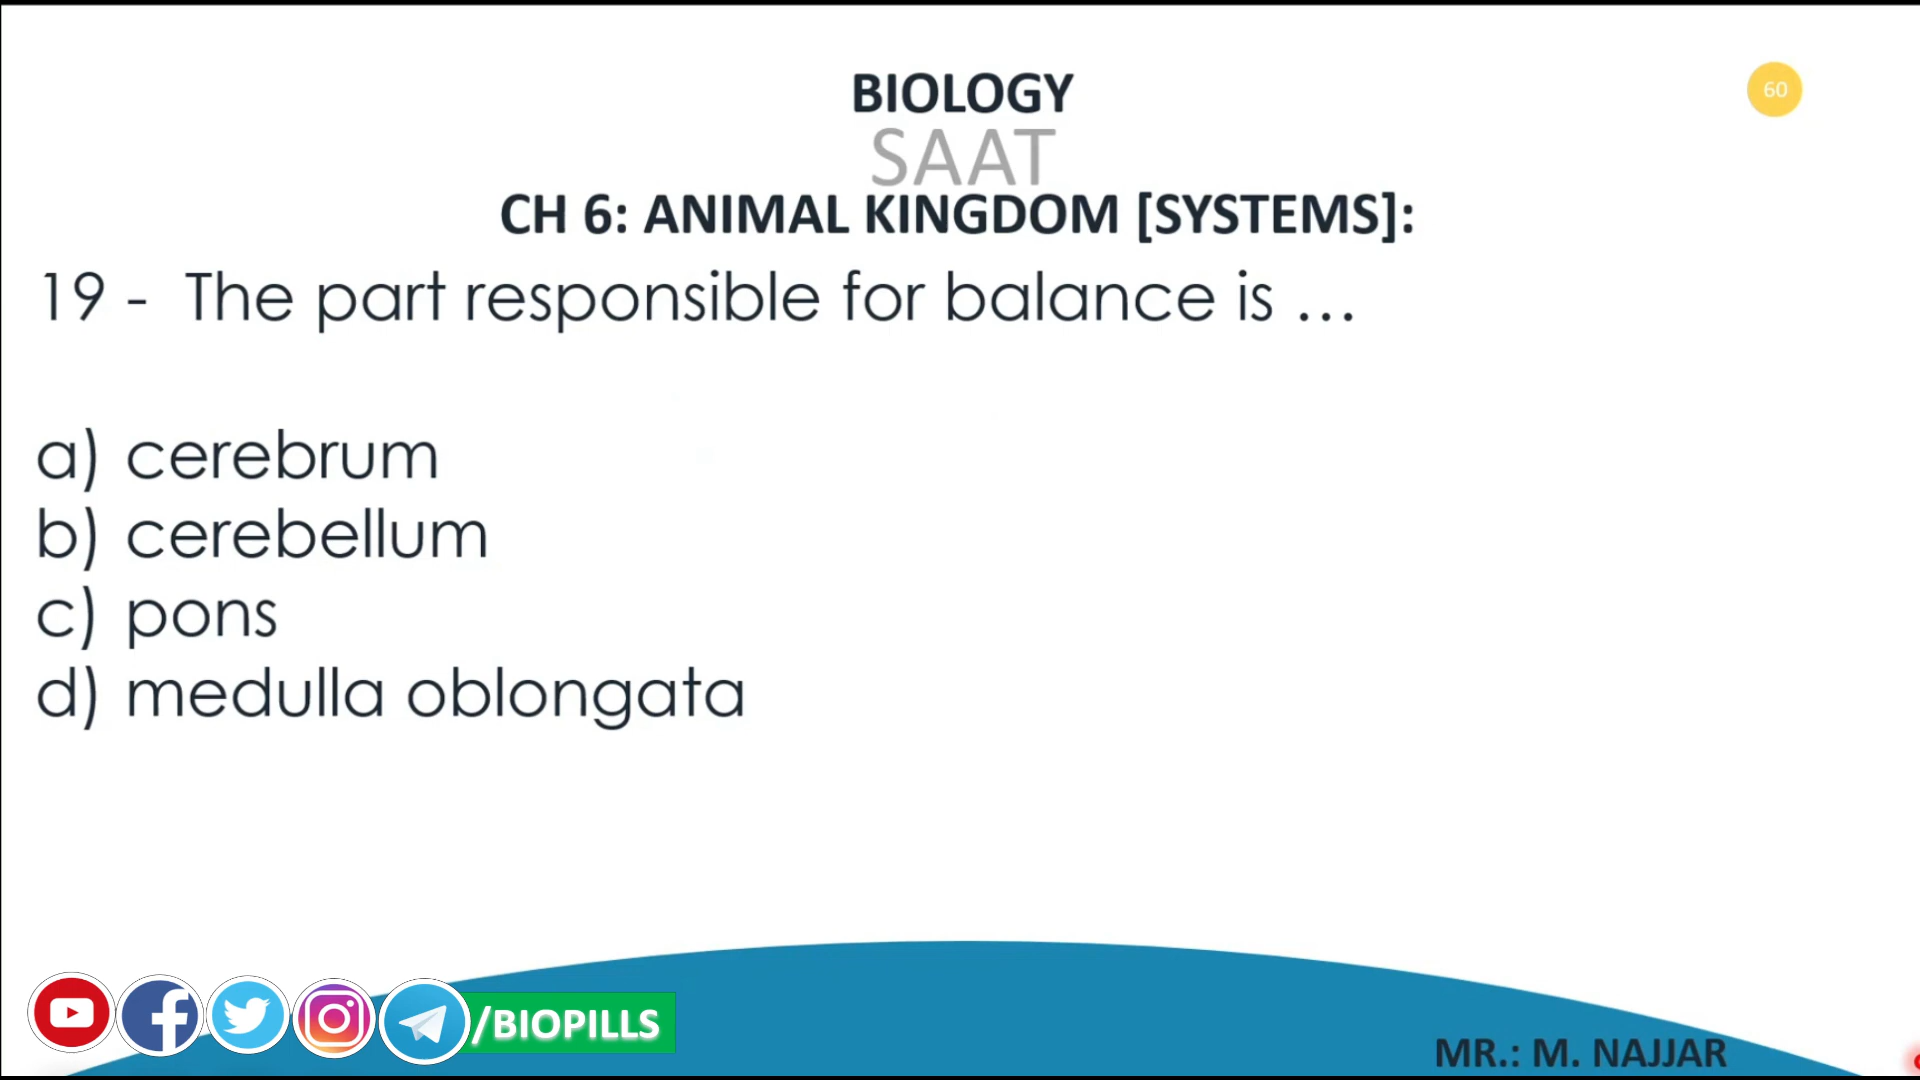 BIOLOGY
60
SAAT
CH 6: ANIMAL KINGDOM [SYSTEMS]:
19 - The part responsible for balance is ...
a) cerebrum
b) cerebellum
c) pons
d) medulla oblongata
/BIOPILLS
MR.: M. NAJJAR